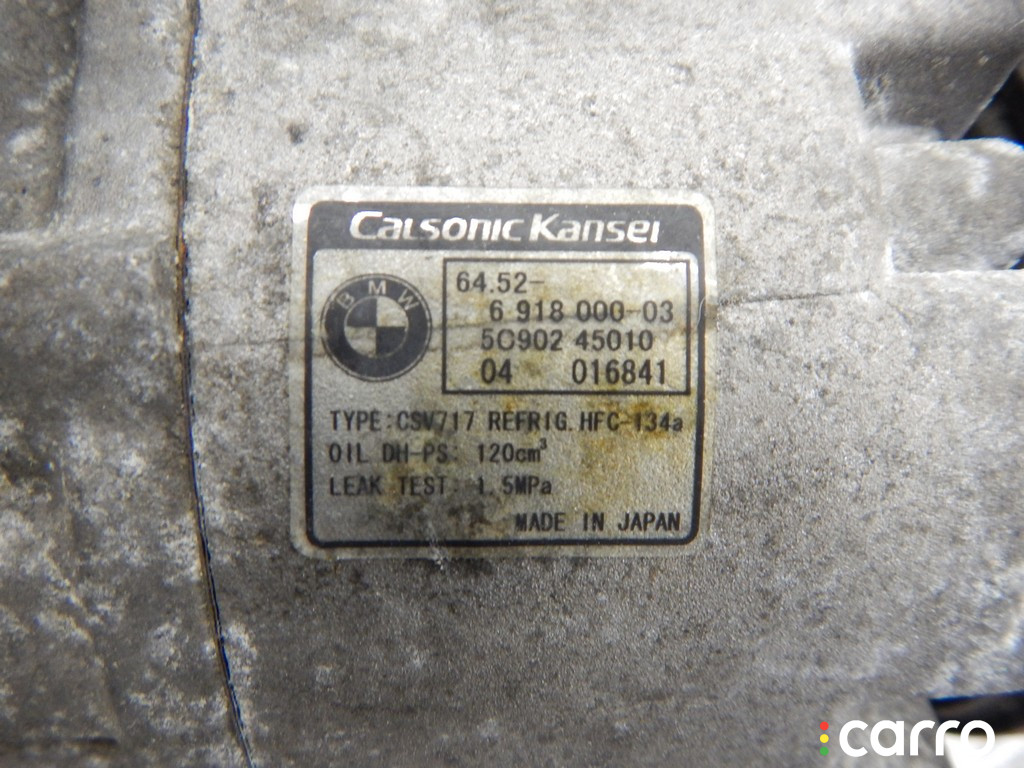 Calsonic Kansei
BMW
64.52-
6 918 000-03
5C902 45010
04 016841
TYPE:CSV717 REFRIG.HFC-134a
OIL DH-PS: 120cm³
LEAK TEST: 1.5MPa
MADE IN JAPAN
carro